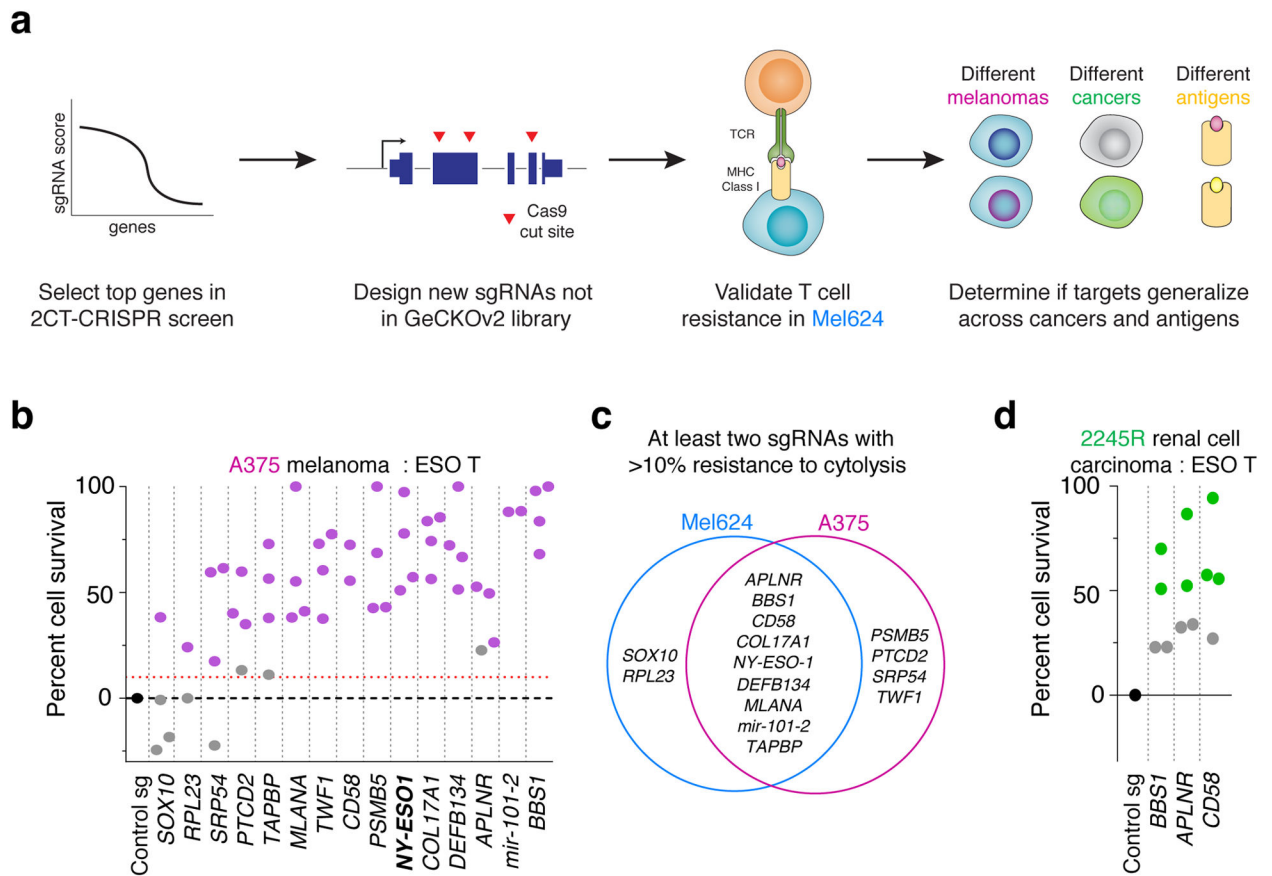 a
sgRNA score
genes
Select top genes in
2CT-CRISPR screen
Cas9
cut site
Design new sgRNAs not
in GeCKOv2 library
TCR
MHC
Class I
Validate T cell
resistance in Mel624
Different
melanomas
Different
cancers
Different
antigens
Determine if targets generalize
across cancers and antigens
b
A375 melanoma : ESO T
Percent cell survival
100
50
0
Control sg
SOX10
RPL23
SRP54
PTCD2
TAPBP
MLANA
TWF1
CD58
PSMB5
NY-ESO1
COL17A1
DEFB134
APLNR
mir-101-2
BBS1
c
At least two sgRNAs with
>10% resistance to cytolysis
Mel624
A375
SOX10
RPL23
APLNR
BBS1
CD58
COL17A1
NY-ESO-1
DEFB134
MLANA
mir-101-2
TAPBP
PSMB5
PTCD2
SRP54
TWF1
d
2245R renal cell
carcinoma : ESO T
Percent cell survival
100
50
0
Control sg
BBS1
APLNR
CD58